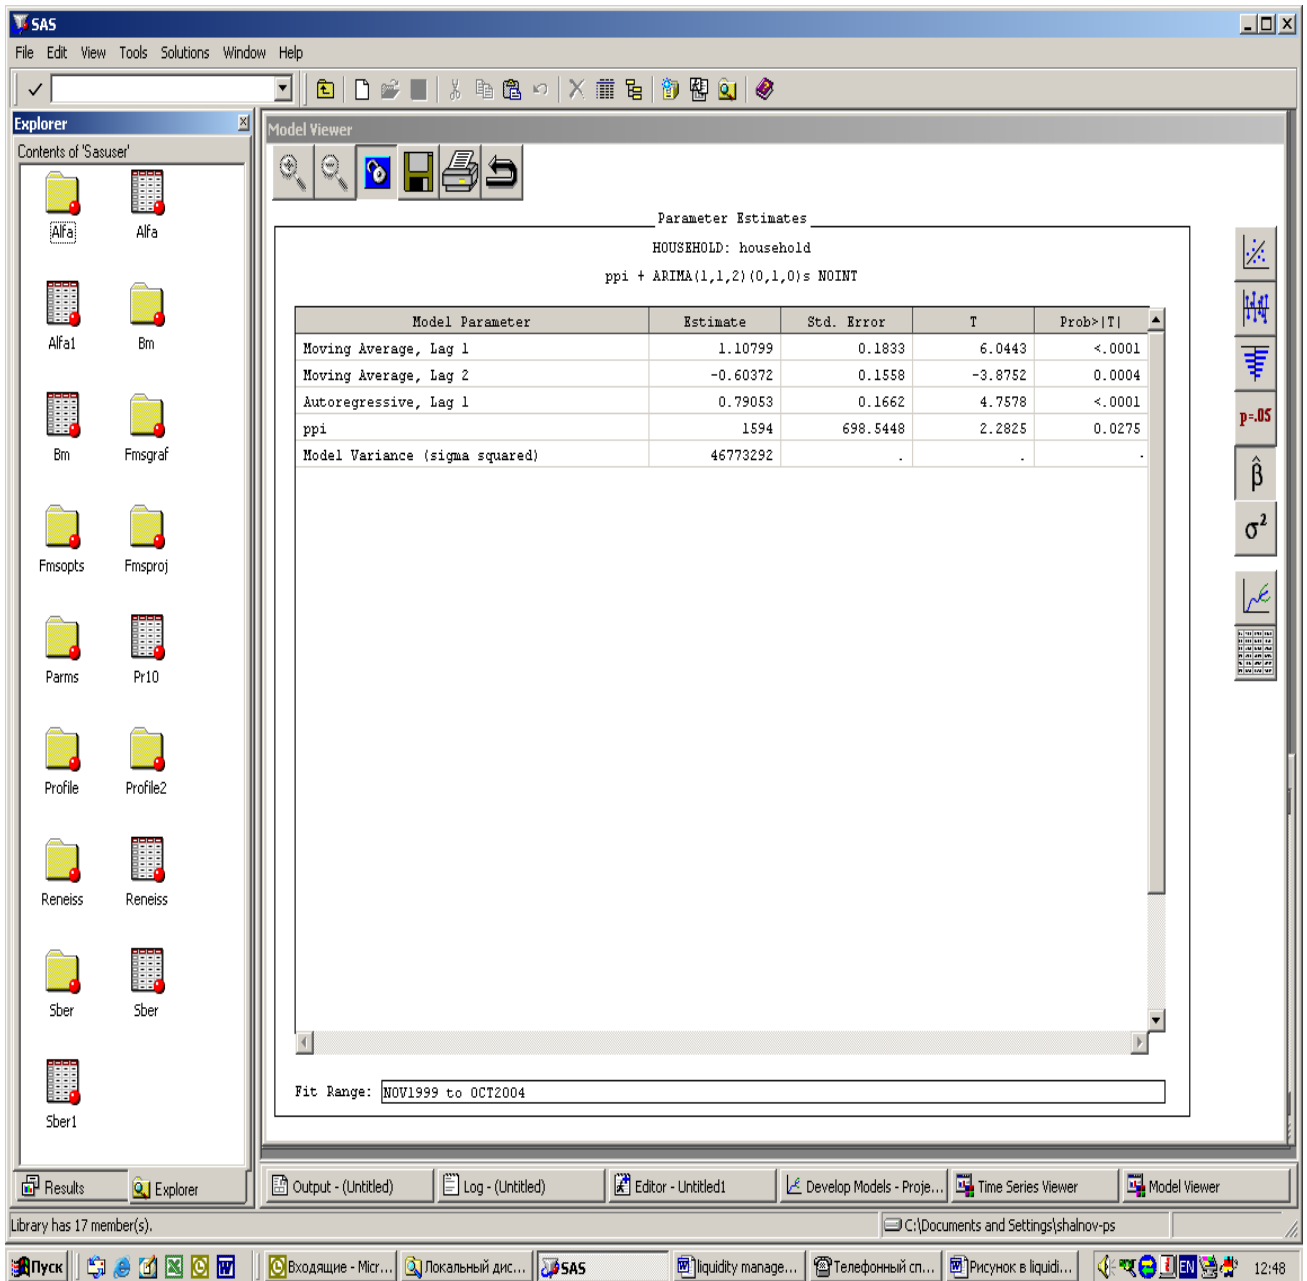 SAS
File Edit View Tools Solutions Window Help
Explorer
Contents of 'Sasuser'
Alfa Alfa
Alfa1 Bm
Bm Fmsgraf
Fmsopts Fmsproj
Parms Pr10
Profile Profile2
Reneiss Reneiss
Sber Sber
Sber1
Results Explorer
Model Viewer
Parameter Estimates
HOUSEHOLD: household
ppi + ARIMA(1,1,2)(0,1,0)s NOINT
Model Parameter Estimate Std. Error T Prob>|T|
Moving Average, Lag 1 1.10799 0.1833 6.0443 <.0001
Moving Average, Lag 2 -0.60372 0.1558 -3.8752 0.0004
Autoregressive, Lag 1 0.79053 0.1662 4.7578 <.0001
ppi 1594 698.5448 2.2825 0.0275
Model Variance (sigma squared) 46773292 . . .
Fit Range: NOV1999 to OCT2004
p=.05
β̂
σ²
Output - (Untitled) Log - (Untitled) Editor - Untitled1 Develop Models - Proje... Time Series Viewer Model Viewer
Library has 17 member(s). C:\Documents and Settings\shalnov-ps
Пуск Входящие - Micr... Локальный дис... SAS liquidity manage... Телефонный сп... Рисунок в liquidi... EN 12:48